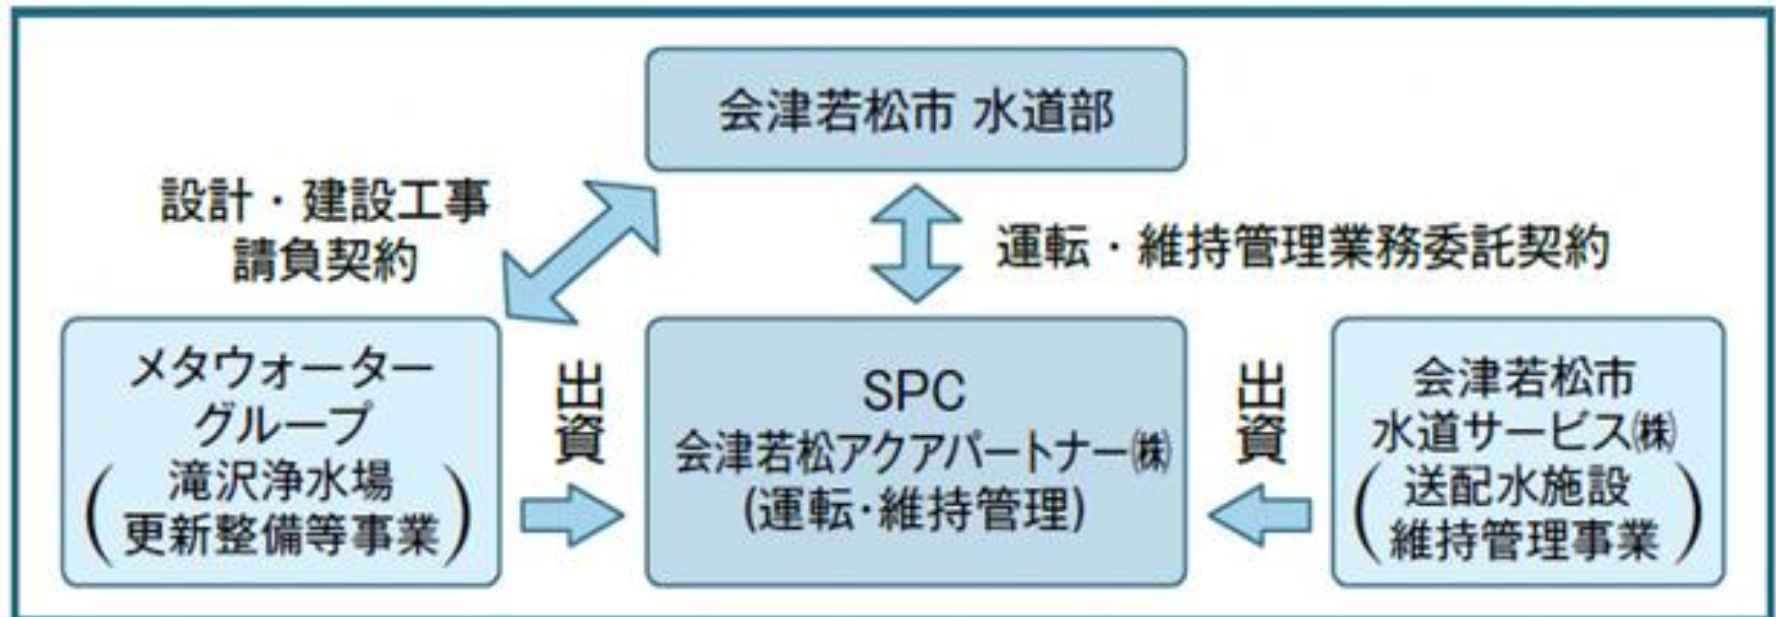 会津若松市 水道部
設計・建設工事
請負契約
運転・維持管理業務委託契約
メタウォーター
グループ
(滝沢浄水場
更新整備等事業)
出資
SPC
会津若松アクアパートナー㈱
(運転・維持管理)
出資
会津若松市
水道サービス㈱
(送配水施設
維持管理事業)